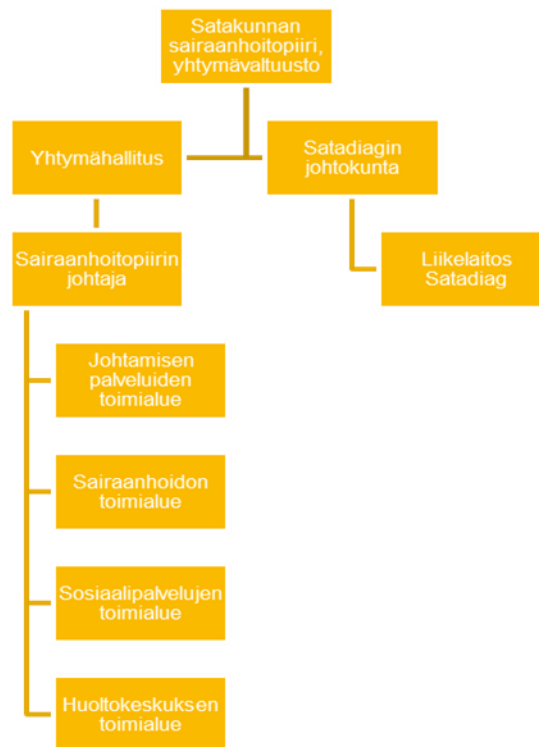 Satakunnan
sairaanhoitopiiri,
yhtymävaltuusto
Yhtymähallitus
Satadiagin
johtokunta
Sairaanhoitopiirin
johtaja
Liikelaitos
Satadiag
Johtamisen
palveluiden
toimialue
Sairaanhoidon
toimialue
Sosiaalipalvelujen
toimialue
Huoltokeskuksen
toimialue